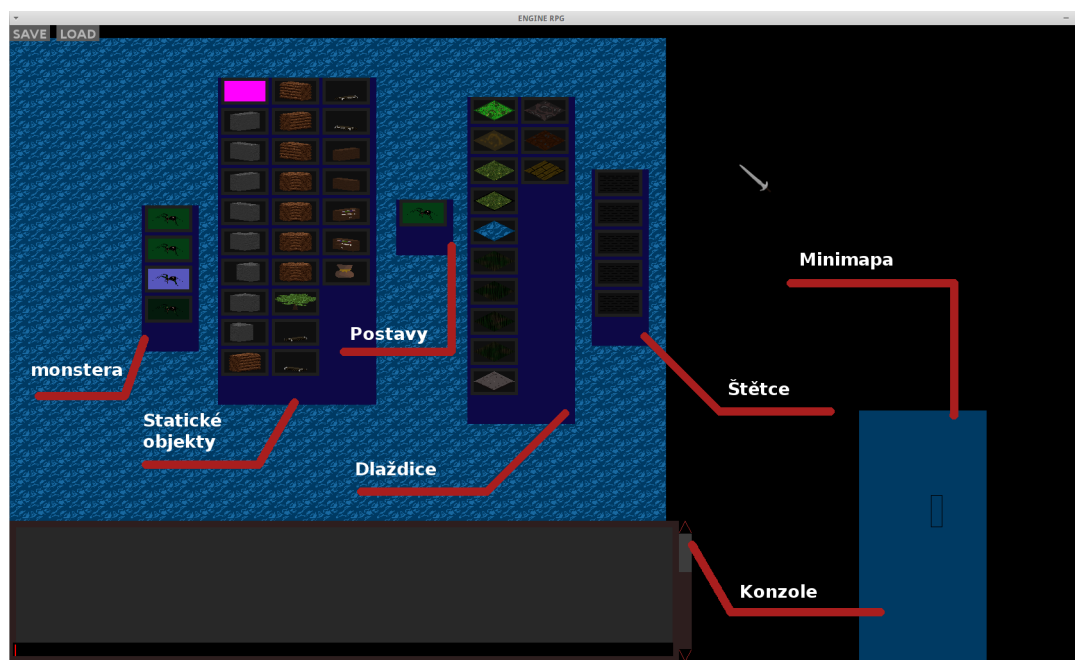 ENGINE RPG
SAVE LOAD
Minimapa
Postavy
monstera
Štětce
Statické
objekty
Dlaždice
Konzole